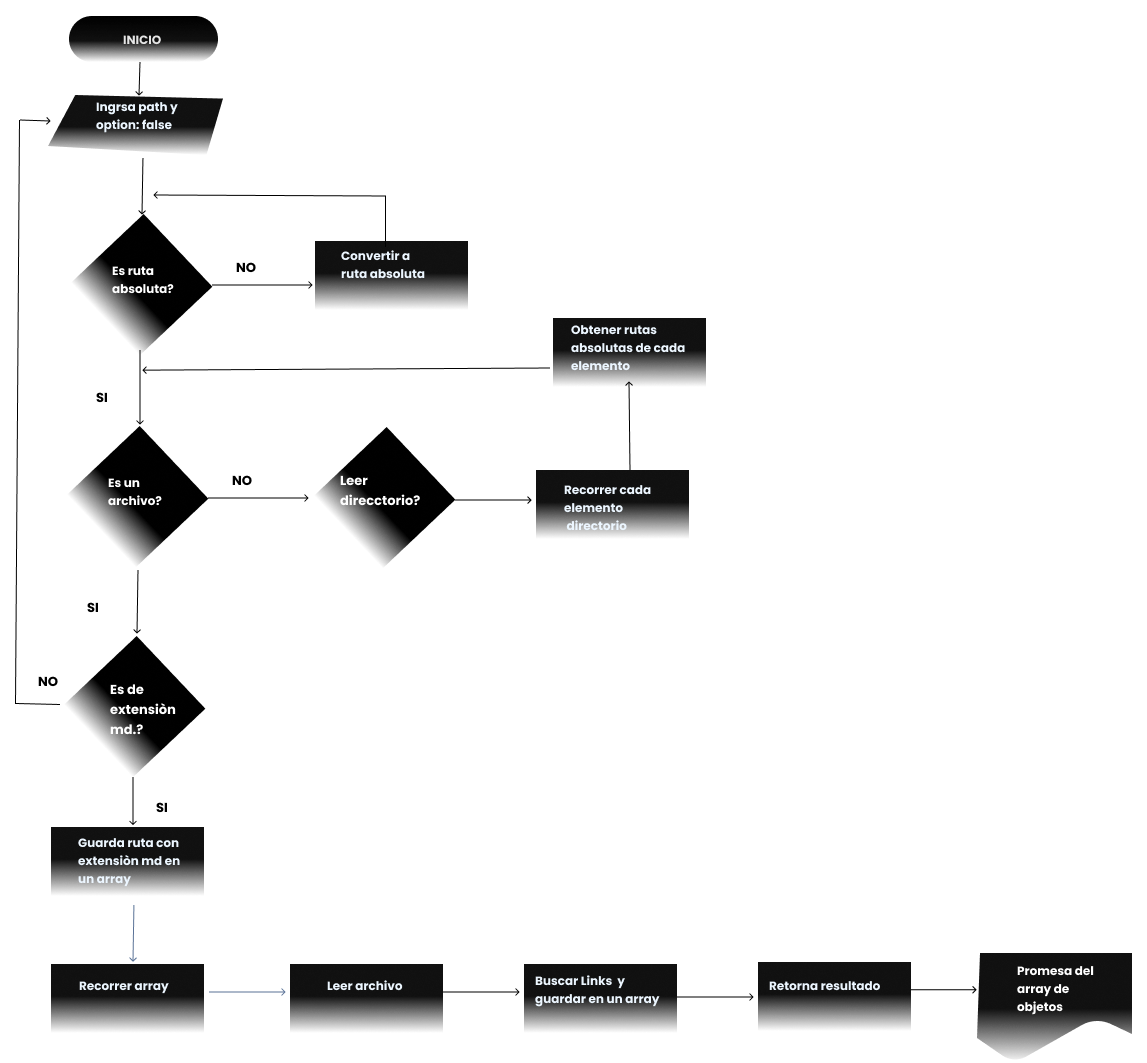 INICIO
Ingrsa path y
option: false
Es ruta
absoluta?
NO
Convertir a
ruta absoluta
Obtener rutas
absolutas de cada
elemento
SI
Es un
archivo?
NO
Leer
direcctorio?
Recorrer cada
elemento
directorio
SI
NO
Es de
extensiòn
md.?
SI
Guarda ruta con
extensiòn md en
un array
Recorrer array
Leer archivo
Buscar Links y
guardar en un array
Retorna resultado
Promesa del
array de
objetos